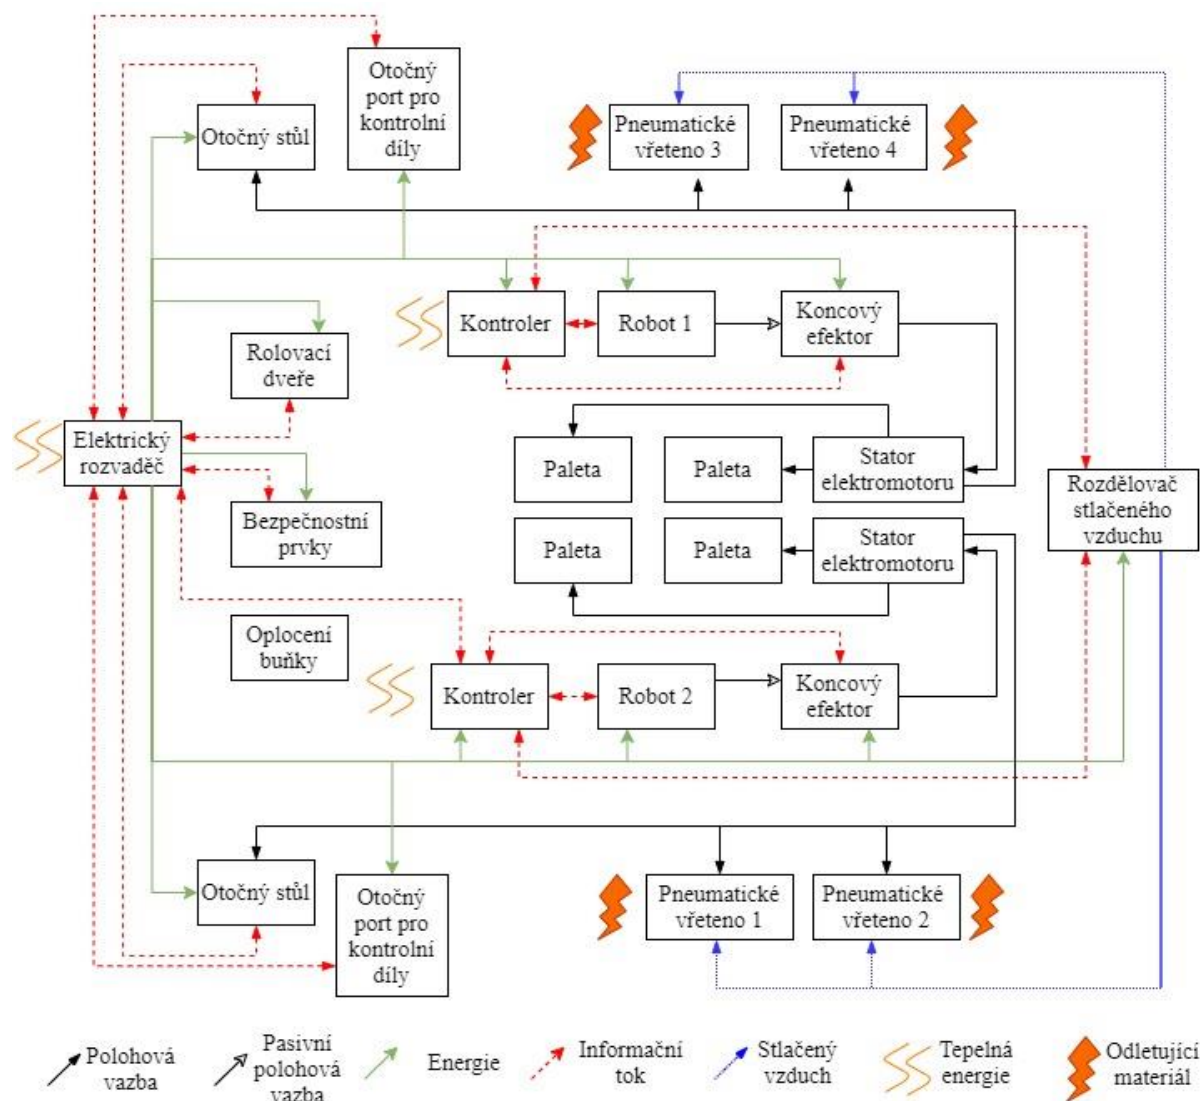 Otočný
port pro
kontrolní
díly
Otočný stůl
Pneumatické
vřeteno 3
Pneumatické
vřeteno 4
Kontroler
Robot 1
Koncový
efektor
Rolovací
dveře
Elektrický
rozvaděč
Paleta
Paleta
Stator
elektromotoru
Rozdělovač
stlačeného
vzduchu
Bezpečnostní
prvky
Paleta
Paleta
Stator
elektromotoru
Oplocení
buňky
Kontroler
Robot 2
Koncový
efektor
Otočný stůl
Otočný
port pro
kontrolní
díly
Pneumatické
vřeteno 1
Pneumatické
vřeteno 2
Polohová
vazba
Pasivní
polohová
vazba
Energie
Informační
tok
Stlačený
vzduch
Tepelná
energie
Odletující
materiál